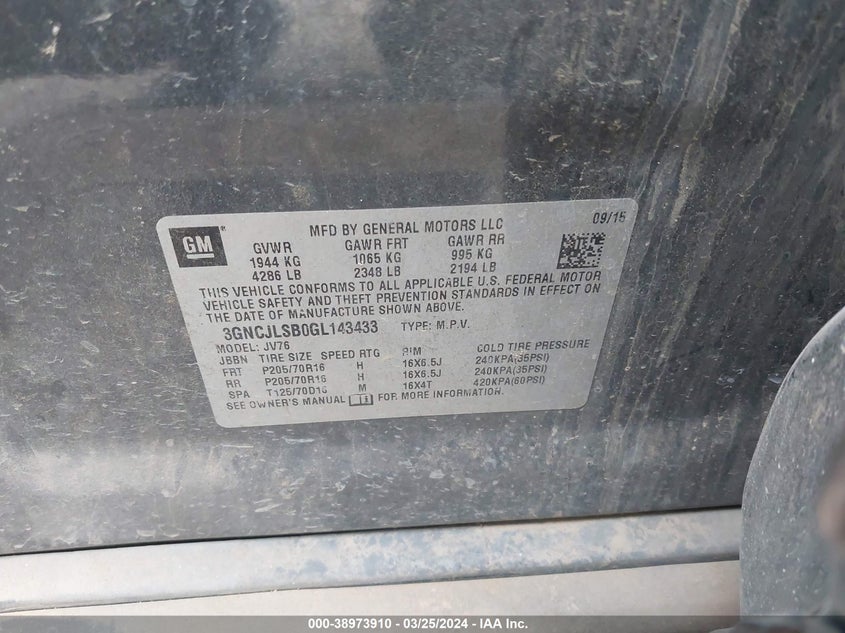 GM
MFD BY GENERAL MOTORS LLC 09/15
GVWR GAWR FRT GAWR RR
1944 KG 1065 KG 995 KG
4286 LB 2348 LB 2194 LB
THIS VEHICLE CONFORMS TO ALL APPLICABLE U.S. FEDERAL MOTOR
VEHICLE SAFETY AND THEFT PREVENTION STANDARDS IN EFFECT ON
THE DATE OF MANUFACTURE SHOWN ABOVE.
3GNCJLSB0GL143433 TYPE: M.P.V.
MODEL: JV76
JBBN TIRE SIZE SPEED RTG RIM COLD TIRE PRESSURE
FRT P205/70R16 H 16X6.5J 240KPA(35PSI)
RR P205/70R16 H 16X6.5J 240KPA(35PSI)
SPA T125/70D16 M 16X4T 420KPA(60PSI)
SEE OWNER'S MANUAL FOR MORE INFORMATION.
000-38973910 - 03/25/2024 - IAA Inc.